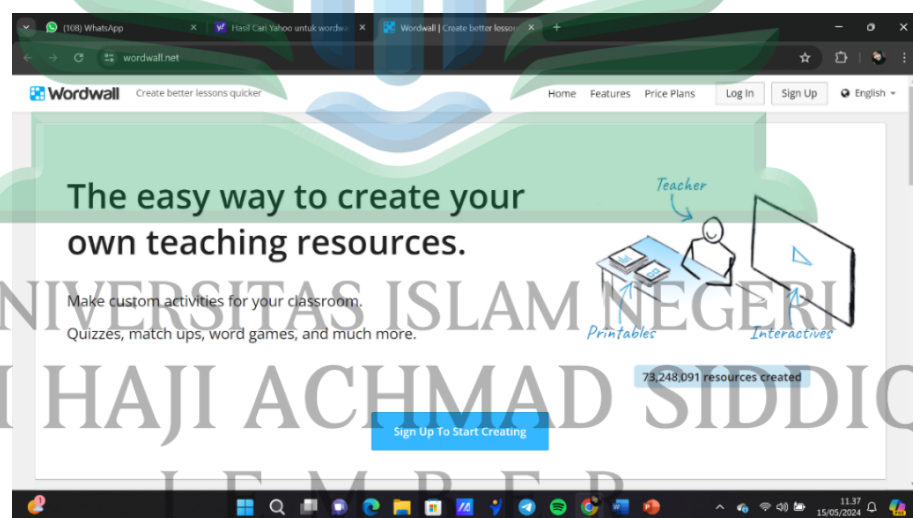 (108) WhatsApp
Hasil Cari Yahoo untuk wordwa
Wordwall | Create better lesson
wordwall.net
Wordwall Create better lessons quicker Home Features Price Plans Log In Sign Up English
The easy way to create your
own teaching resources.
Teacher
Make custom activities for your classroom.
Quizzes, match ups, word games, and much more.
Printables
Interactives
NIVERSITAS ISLAM NEGERI
73,248,091 resources created
I HAJI ACHMAD SIDDIQ
Sign Up To Start Creating
JEMBER
11.37
15/05/2024